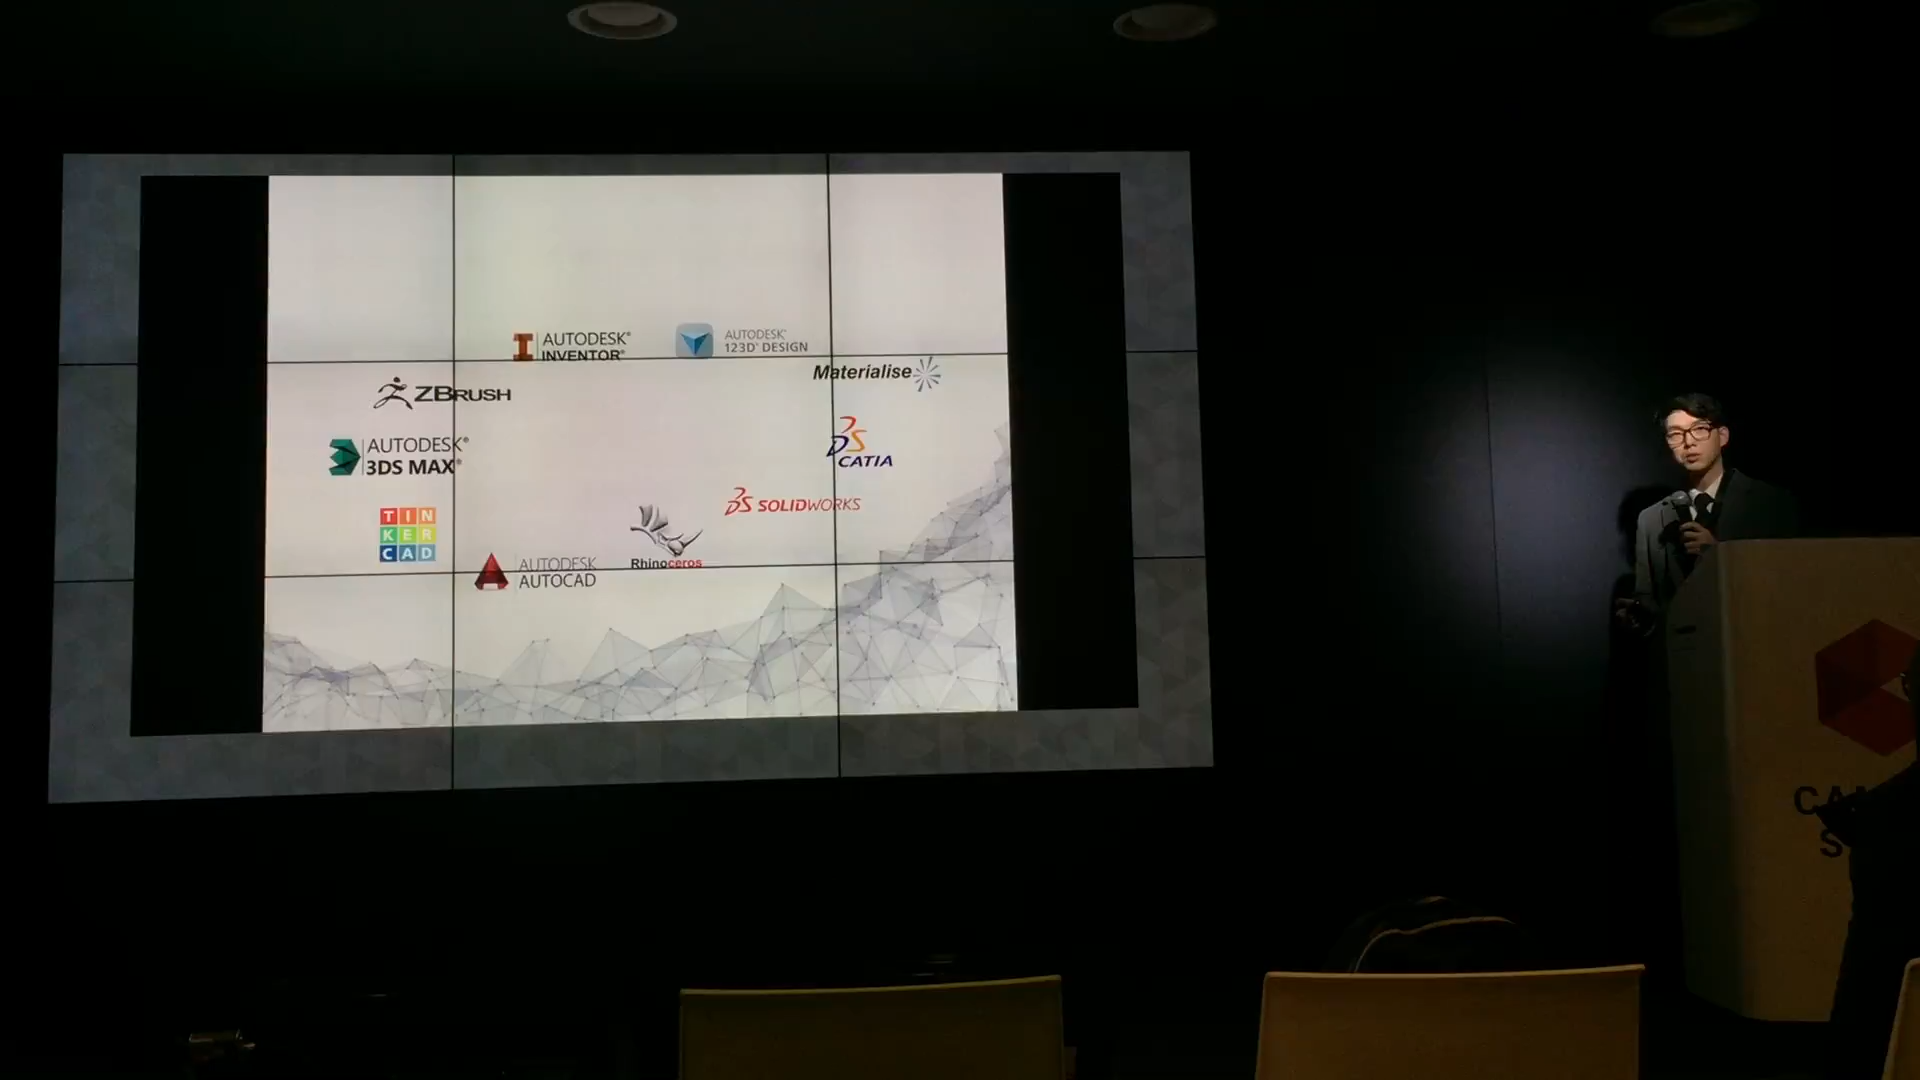 AUTODESK®
INVENTOR®
AUTODESK®
123D® DESIGN
Materialise
ZBRUSH
AUTODESK®
3DS MAX®
CATIA
SOLIDWORKS
TIN
KER
CAD
Rhinoceros
AUTODESK
AUTOCAD